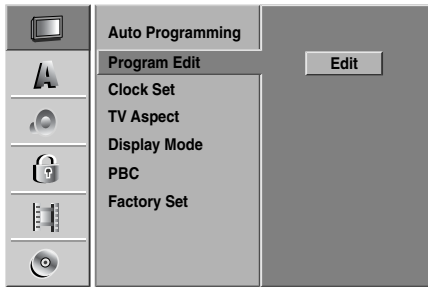 Auto Programming
Program Edit
Edit
Clock Set
TV Aspect
Display Mode
PBC
Factory Set